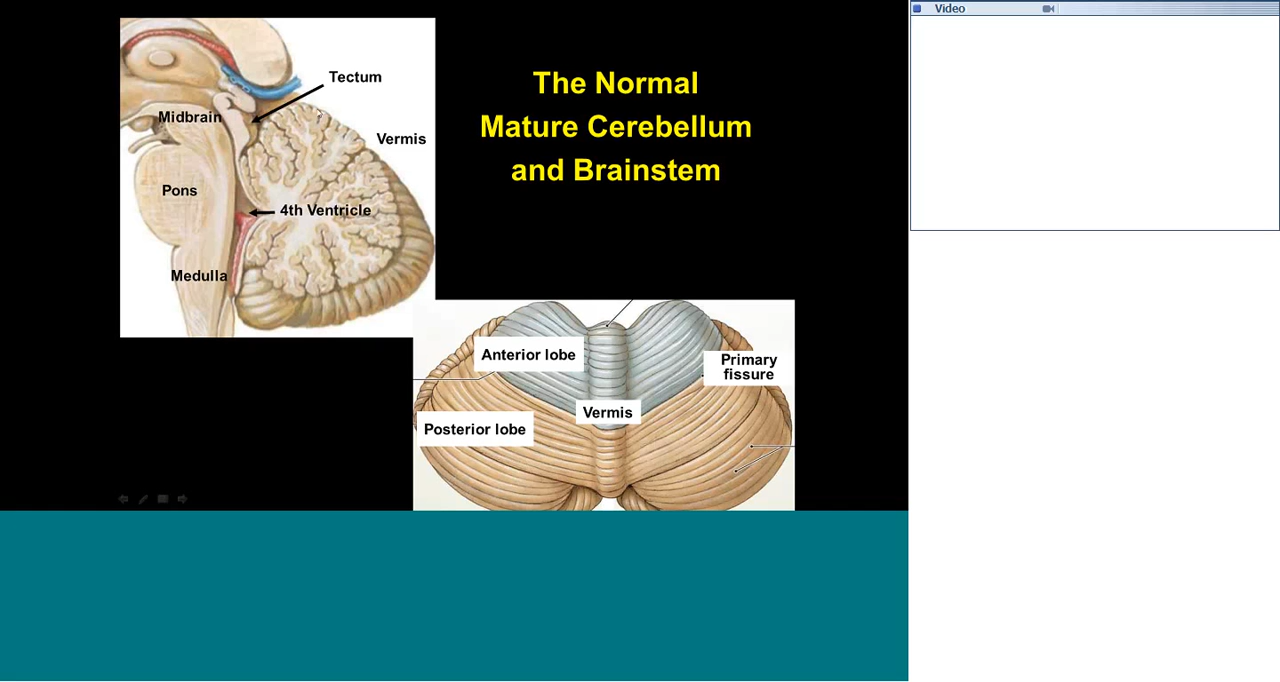 Video
The Normal
Mature Cerebellum
and Brainstem
Tectum
Midbrain
Vermis
Pons
4th Ventricle
Medulla
Anterior lobe
Primary
fissure
Vermis
Posterior lobe